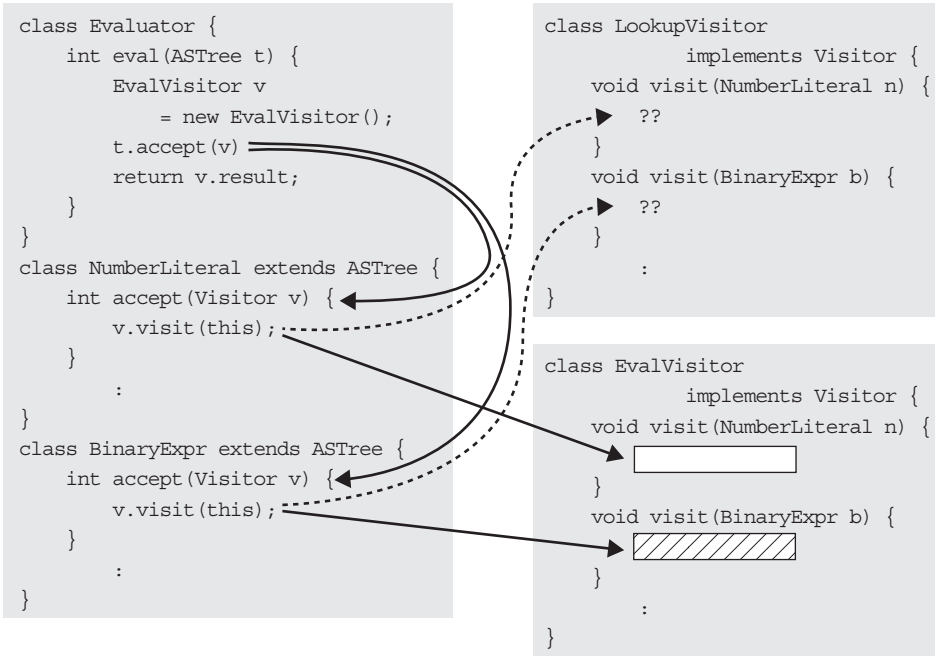 class Evaluator {
    int eval(ASTree t) {
        EvalVisitor v
            = new EvalVisitor();
        t.accept(v)
        return v.result;
    }
}
class NumberLiteral extends ASTree {
    int accept(Visitor v) {
        v.visit(this);
    }
        :
}
class BinaryExpr extends ASTree {
    int accept(Visitor v) {
        v.visit(this);
    }
        :
}
class LookupVisitor
            implements Visitor {
    void visit(NumberLiteral n) {
        ??
    }
    void visit(BinaryExpr b) {
        ??
    }
        :
}
class EvalVisitor
            implements Visitor {
    void visit(NumberLiteral n) {
    }
    void visit(BinaryExpr b) {
    }
        :
}